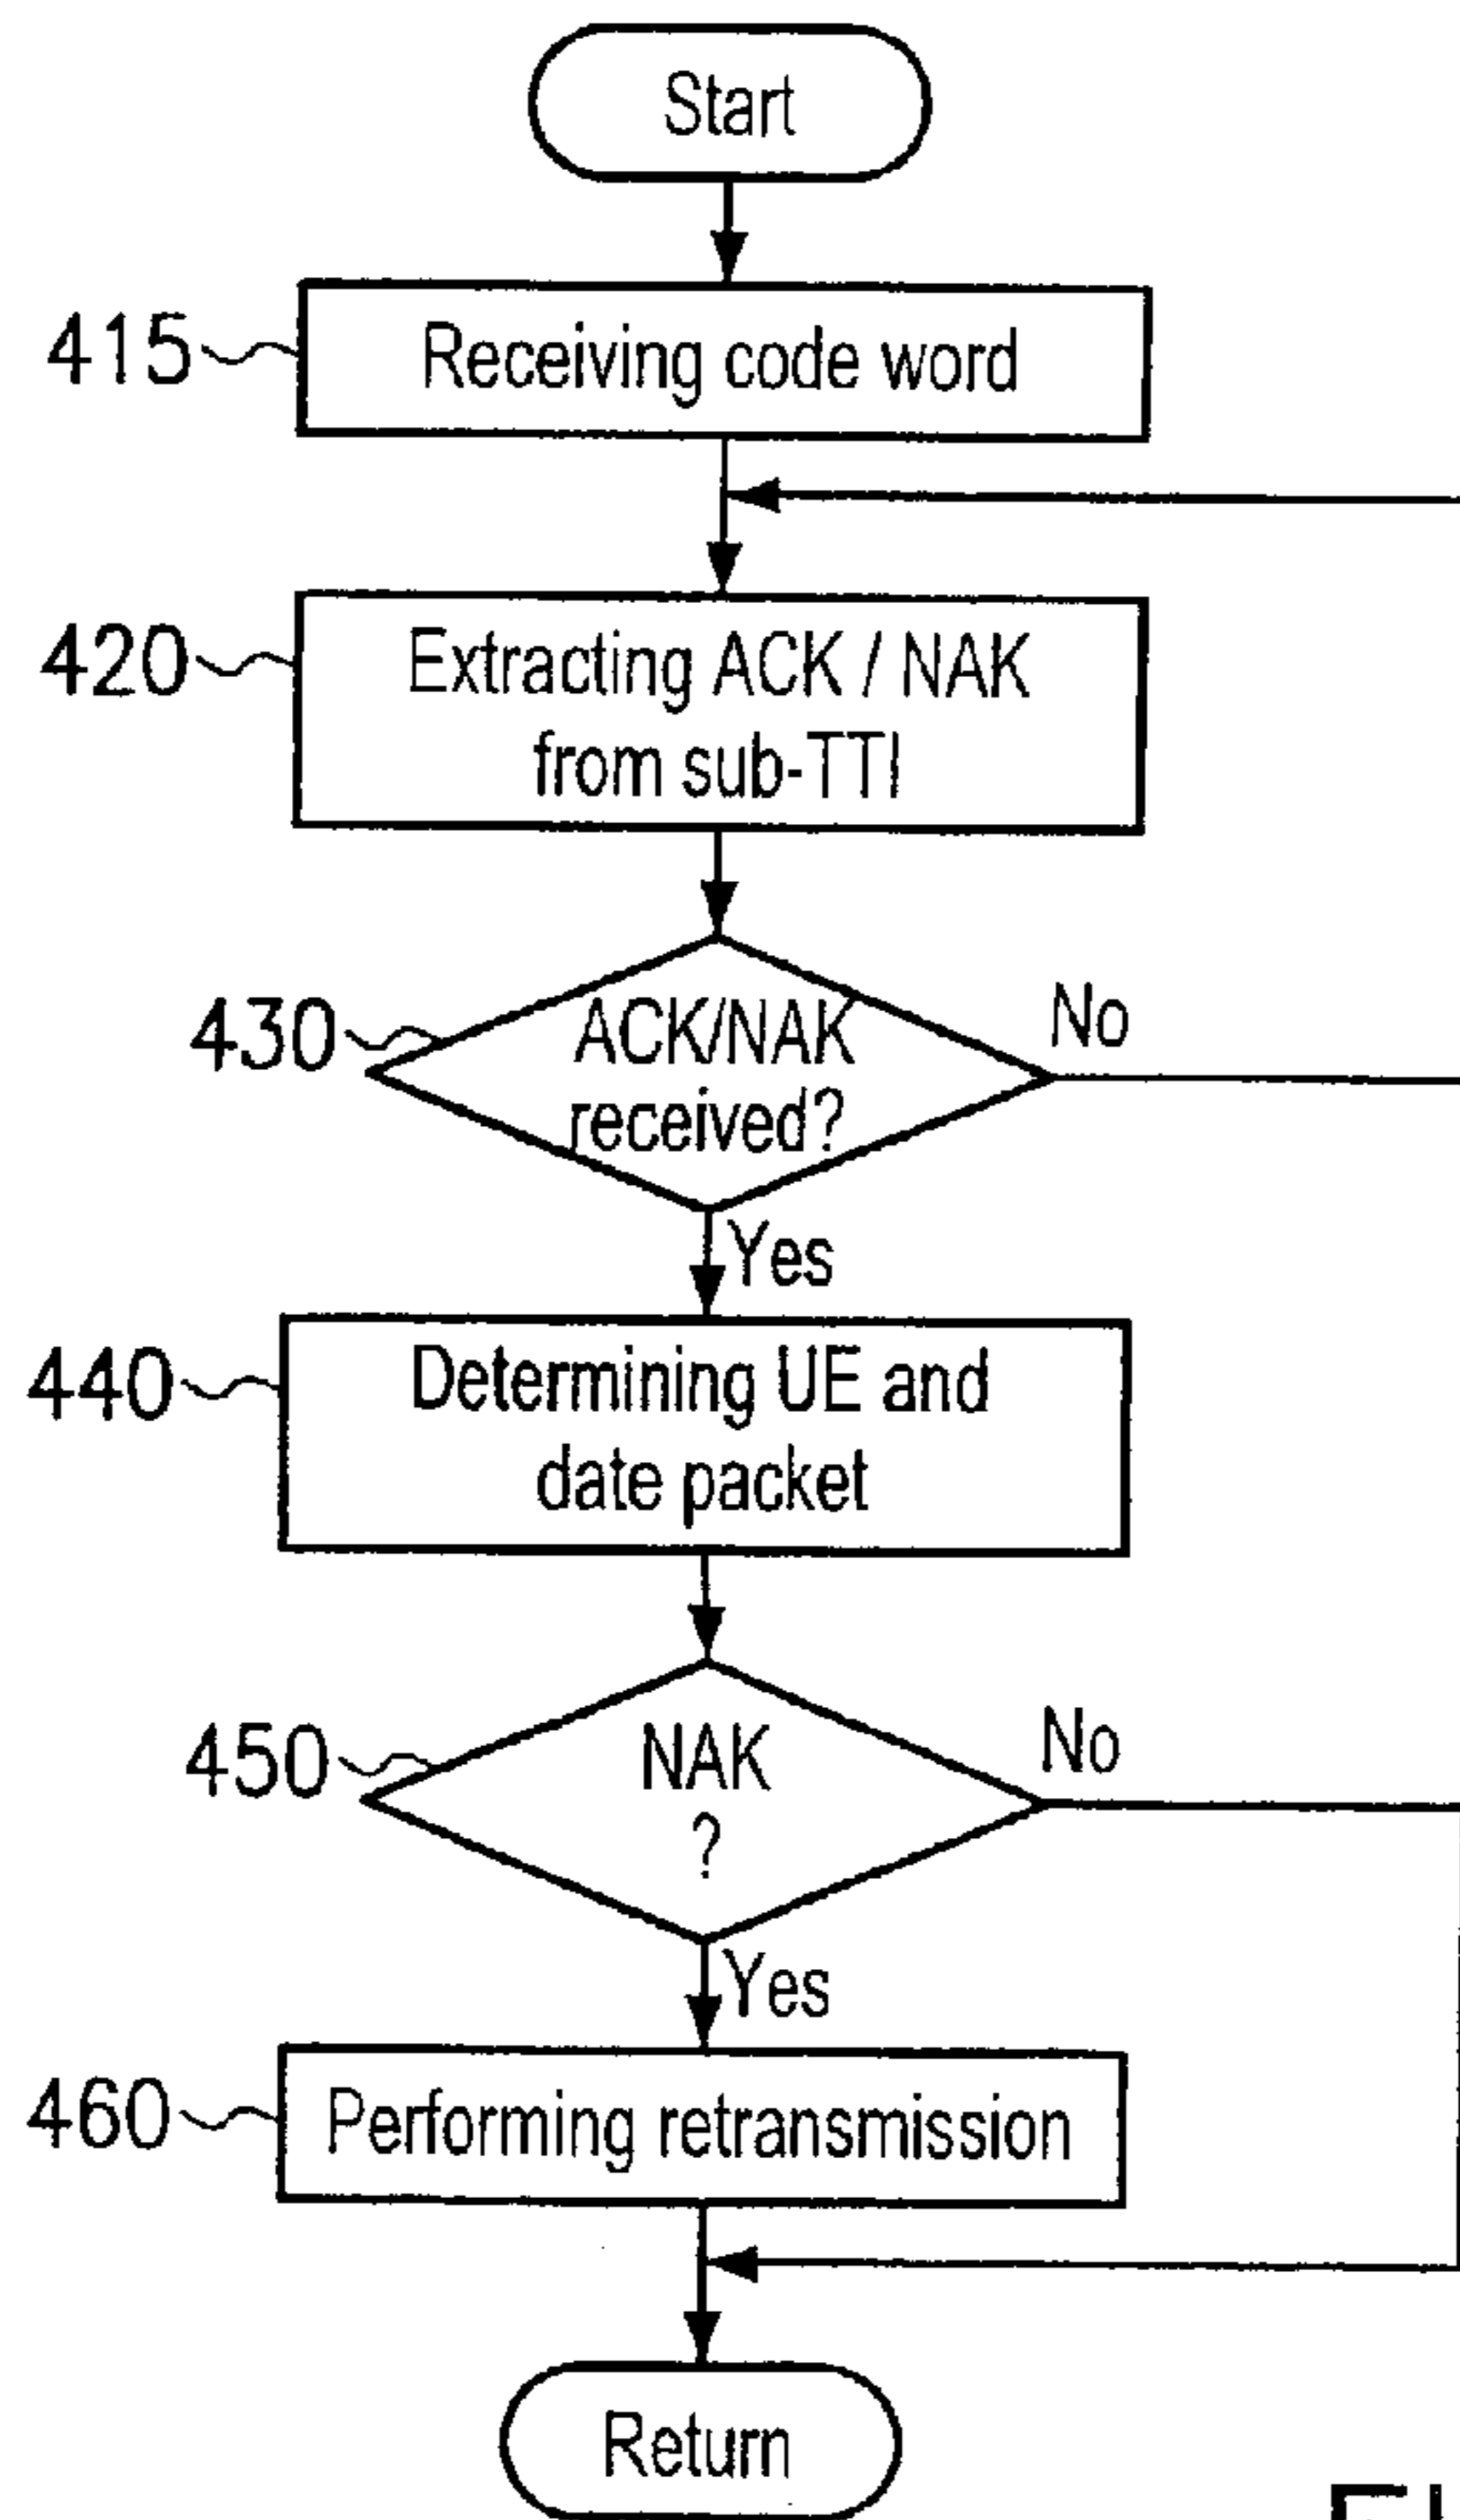 Start
415
Receiving code word
420
Extracting ACK / NAK
from sub-TTI
430
ACK/NAK
received?
No
Yes
440
Determining UE and
date packet
450
NAK
?
No
Yes
460
Performing retransmission
Return